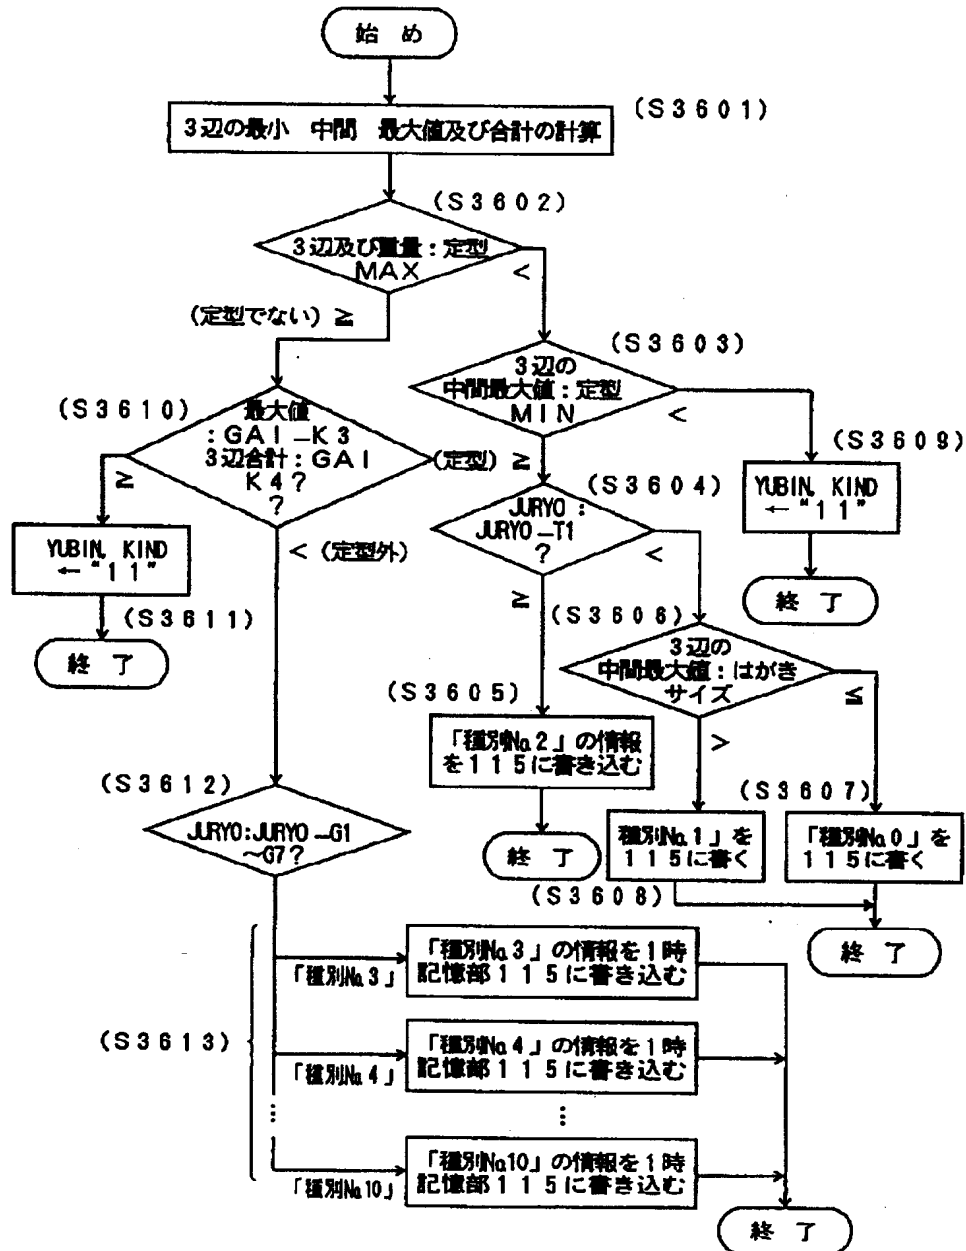 始 め
(S3601)
3辺の最小 中間 最大値及び合計の計算
(S3602)
3辺及び重量:定型
MAX
<
(定型でない) ≧
(S3603)
3辺の
中間最大値:定型
MIN
<
(定型) ≧
(S3610)
最大値
:GAI-K3
3辺合計:GAI
K4?
?
≧
< (定型外)
(S3609)
YUBIN. KIND
← "11"
終 了
(S3604)
JURYO:
JURYO-T1
?
<
≧
YUBIN. KIND
← "11"
(S3611)
終 了
(S3606)
3辺の
中間最大値:はがき
サイズ
≦
>
(S3605)
「種別No.2」の情報
を115に書き込む
終 了
(S3607)
種別No.1」を
115に書く
「種別No.0」を
115に書く
(S3608)
終 了
(S3612)
JURYO:JURYO-G1
~G7?
(S3613)
「種別No.3」
「種別No.3」の情報を1時
記憶部115に書き込む
「種別No.4」
「種別No.4」の情報を1時
記憶部115に書き込む
⋮
⋮
「種別No.10」
「種別No.10」の情報を1時
記憶部115に書き込む
終 了